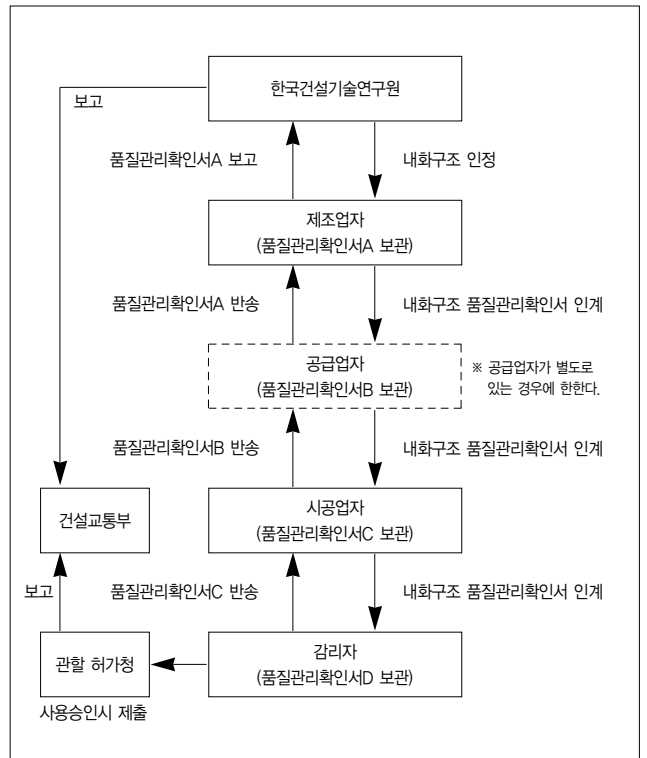 한국건설기술연구원
보고
품질관리확인서A 보고
내화구조 인정
제조업자
(품질관리확인서A 보관)
품질관리확인서A 반송
내화구조 품질관리확인서 인계
공급업자
(품질관리확인서B 보관)
※ 공급업자가 별도로
있는 경우에 한한다.
품질관리확인서B 반송
내화구조 품질관리확인서 인계
건설교통부
시공업자
(품질관리확인서C 보관)
보고
품질관리확인서C 반송
내화구조 품질관리확인서 인계
관할 허가청
감리자
(품질관리확인서D 보관)
사용승인시 제출